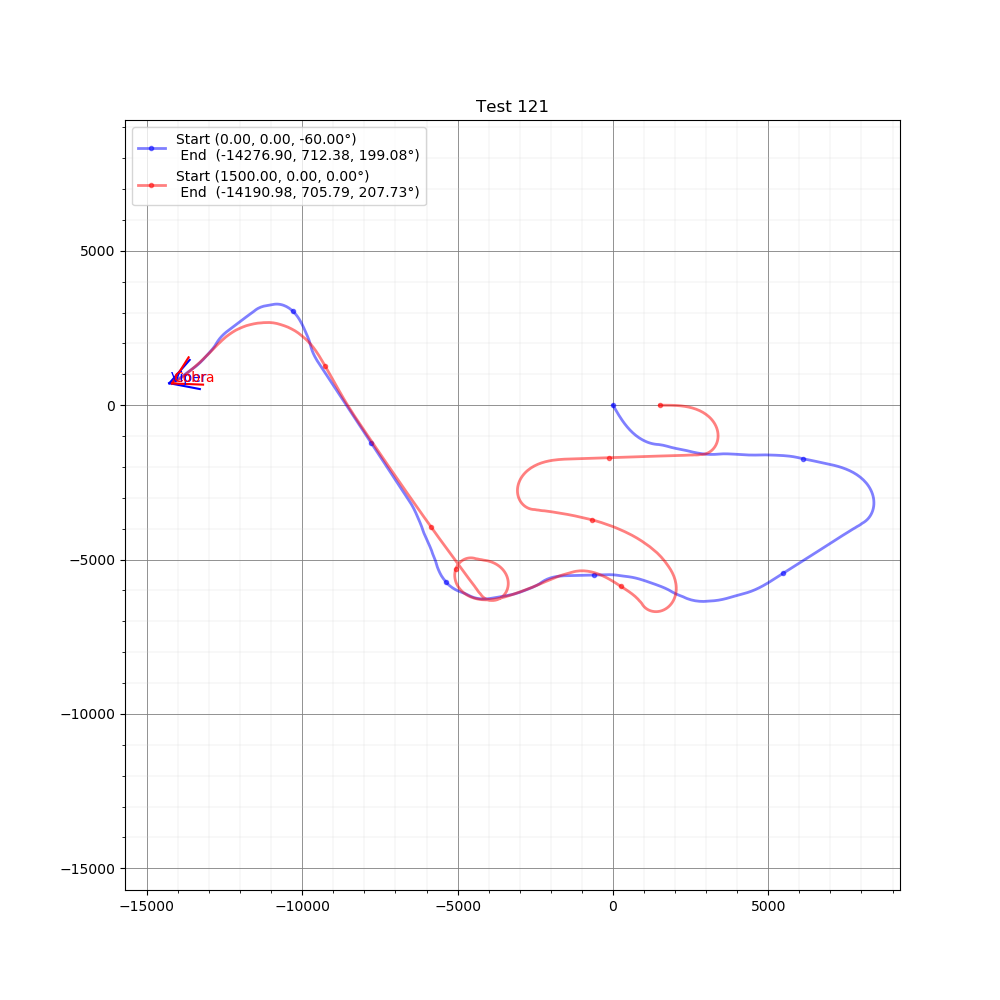 Test 121
Start (0.00, 0.00, -60.00°)
End  (-14276.90, 712.38, 199.08°)
Start (1500.00, 0.00, 0.00°)
End  (-14190.98, 705.79, 207.73°)
5000
0
−5000
−10000
−15000
−15000
−10000
−5000
0
5000